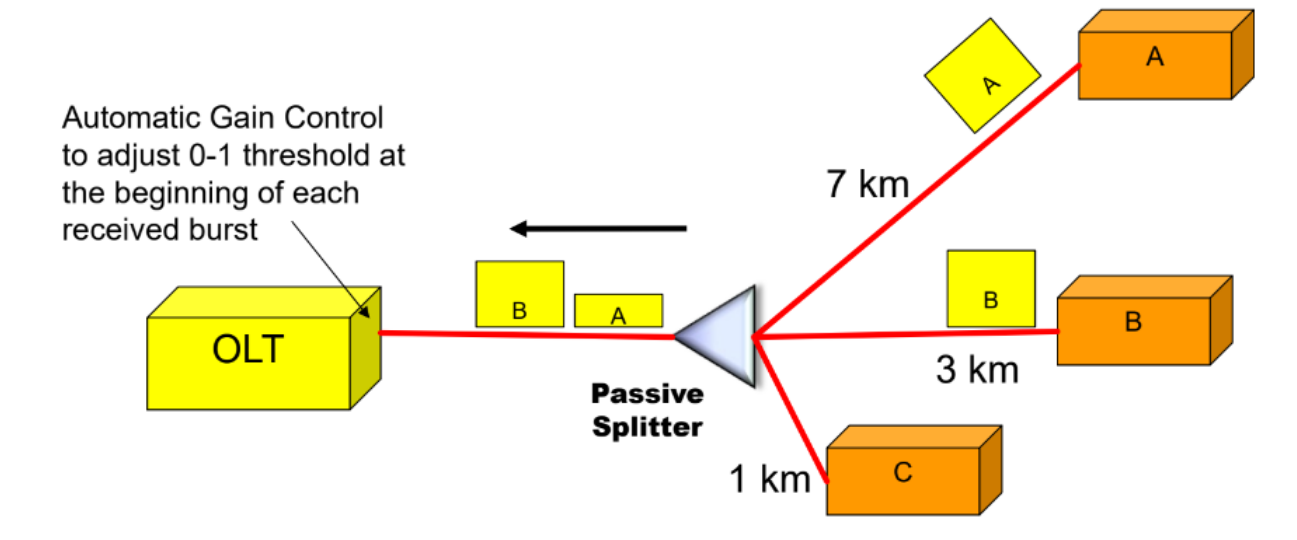 Automatic Gain Control
to adjust 0-1 threshold at
the beginning of each
received burst
A
A
7 km
B
A
B
B
OLT
3 km
Passive
Splitter
1 km
C